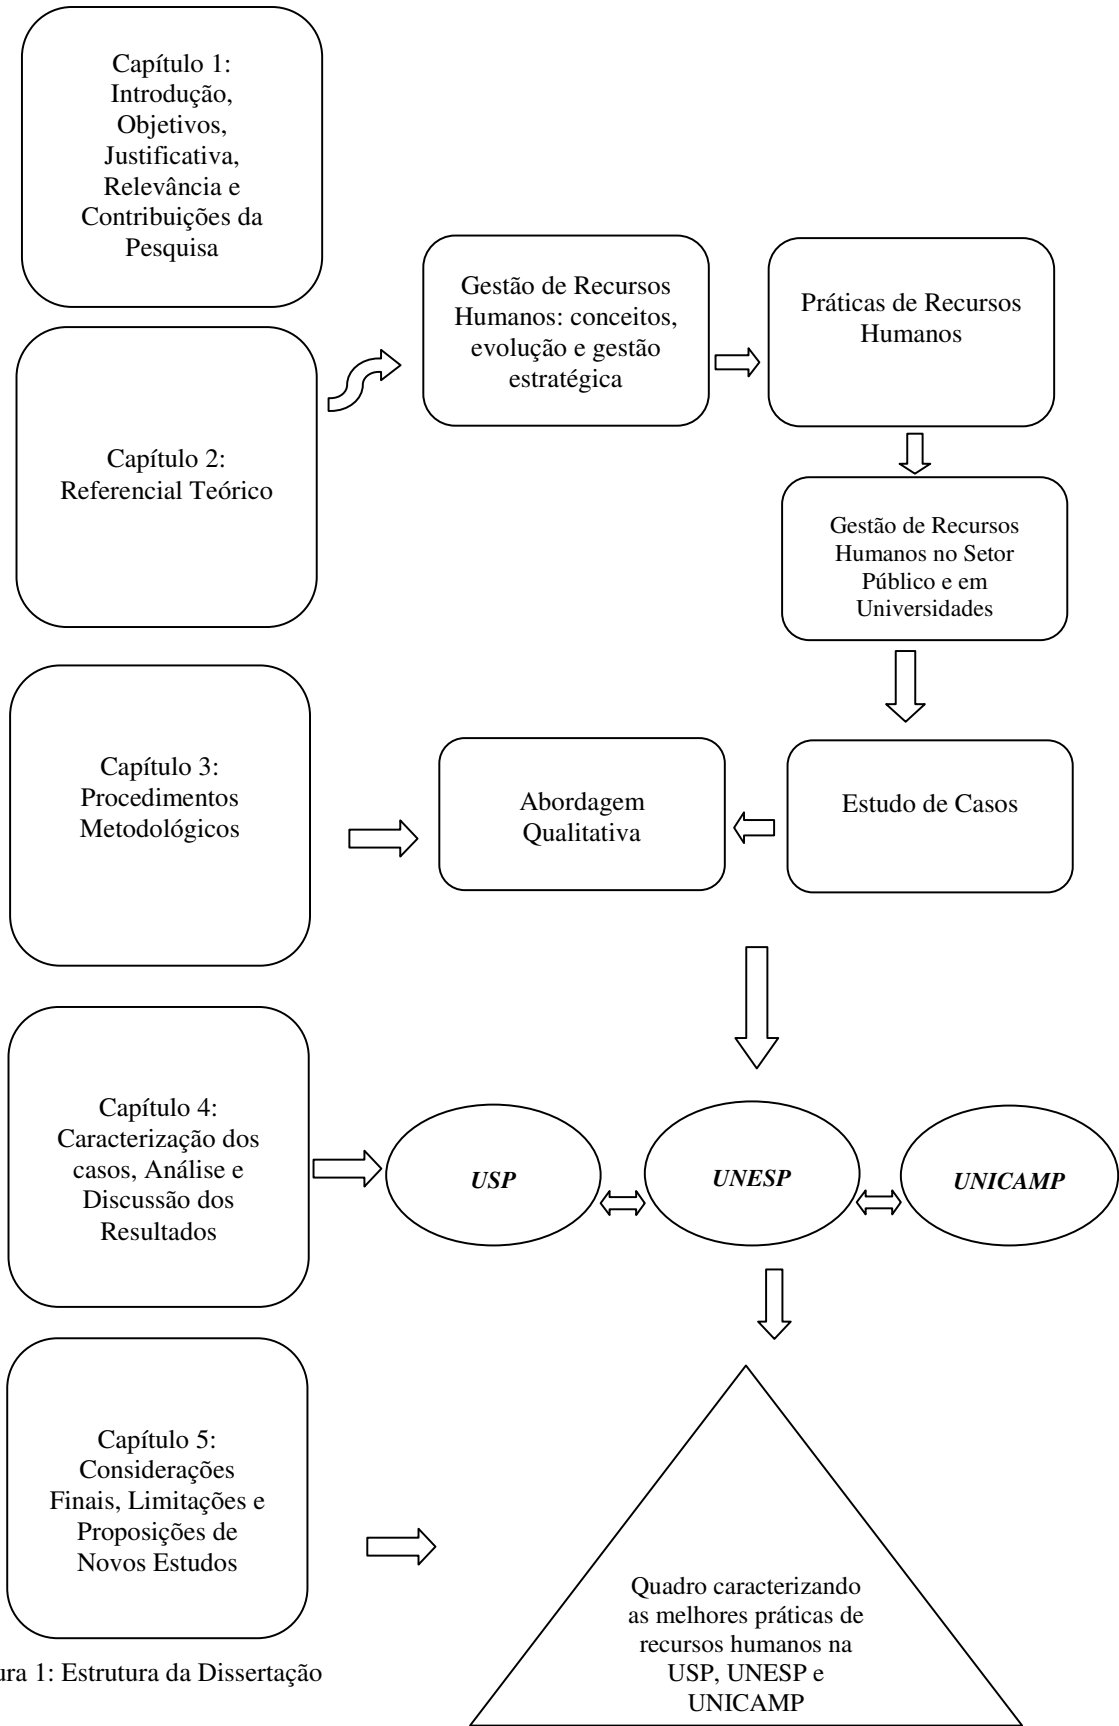 Capítulo 1:
Introdução,
Objetivos,
Justificativa,
Relevância e
Contribuições da
Pesquisa
Gestão de Recursos
Humanos: conceitos,
evolução e gestão
estratégica
Práticas de Recursos
Humanos
Capítulo 2:
Referencial Teórico
Gestão de Recursos
Humanos no Setor
Público e em
Universidades
Capítulo 3:
Procedimentos
Metodológicos
Abordagem
Qualitativa
Estudo de Casos
Capítulo 4:
Caracterização dos
casos, Análise e
Discussão dos
Resultados
USP
UNESP
UNICAMP
Capítulo 5:
Considerações
Finais, Limitações e
Proposições de
Novos Estudos
Quadro caracterizando
as melhores práticas de
recursos humanos na
USP, UNESP e
UNICAMP
ura 1: Estrutura da Dissertação